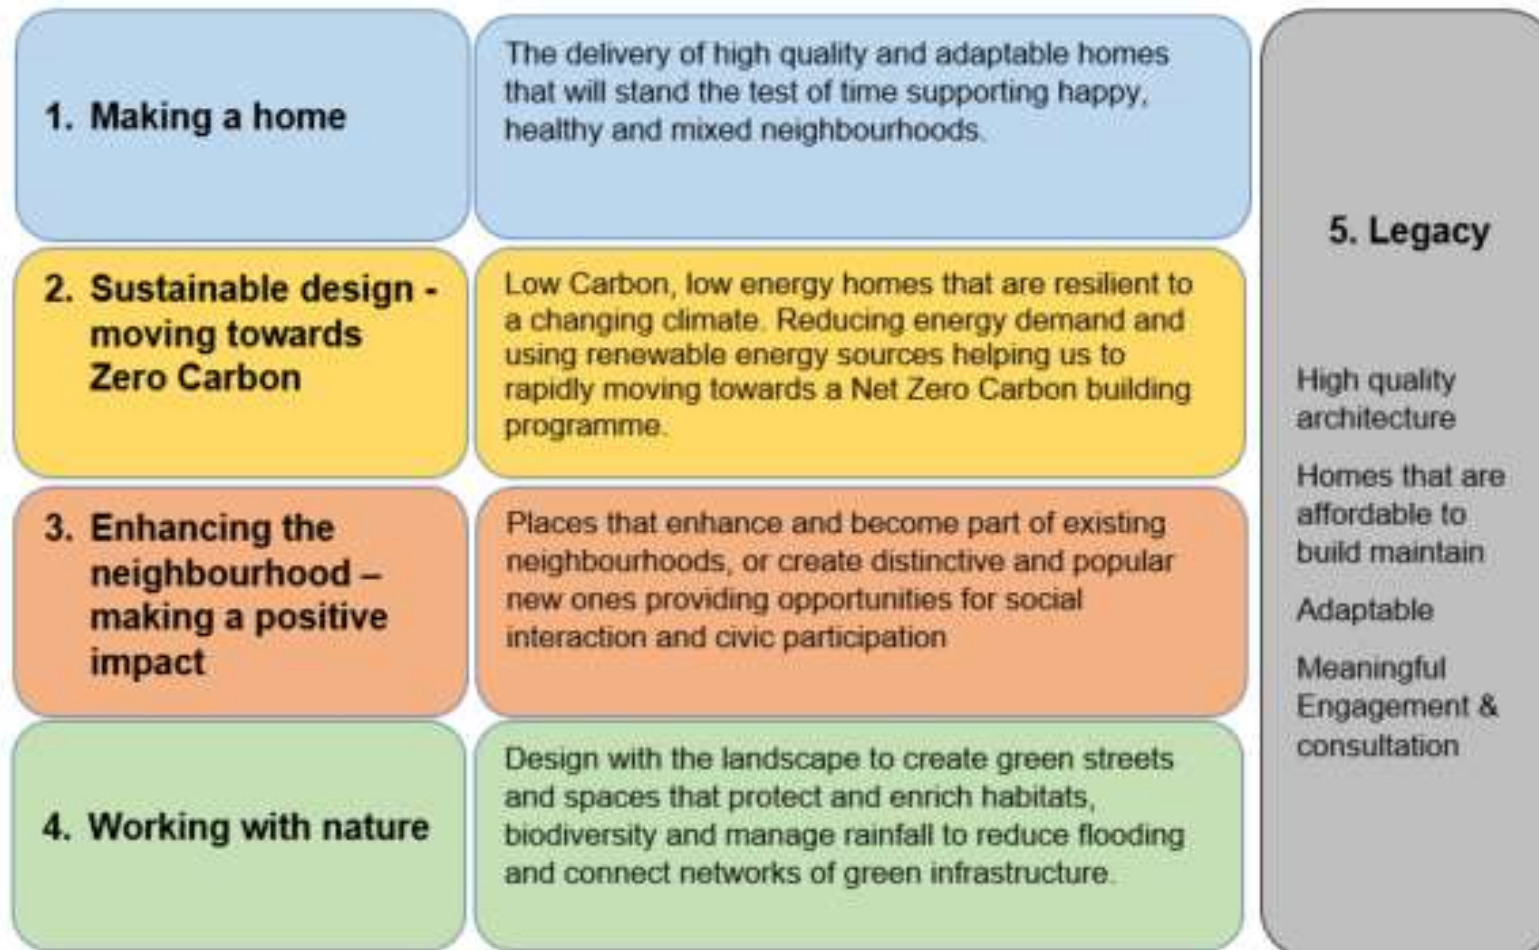 1. Making a home
The delivery of high quality and adaptable homes
that will stand the test of time supporting happy,
healthy and mixed neighbourhoods.
2. Sustainable design -
moving towards
Zero Carbon
Low Carbon, low energy homes that are resilient to
a changing climate. Reducing energy demand and
using renewable energy sources helping us to
rapidly moving towards a Net Zero Carbon building
programme.
3. Enhancing the
neighbourhood –
making a positive
impact
Places that enhance and become part of existing
neighbourhoods, or create distinctive and popular
new ones providing opportunities for social
interaction and civic participation
4. Working with nature
Design with the landscape to create green streets
and spaces that protect and enrich habitats,
biodiversity and manage rainfall to reduce flooding
and connect networks of green infrastructure.
5. Legacy
High quality
architecture
Homes that are
affordable to
build maintain
Adaptable
Meaningful
Engagement &
consultation